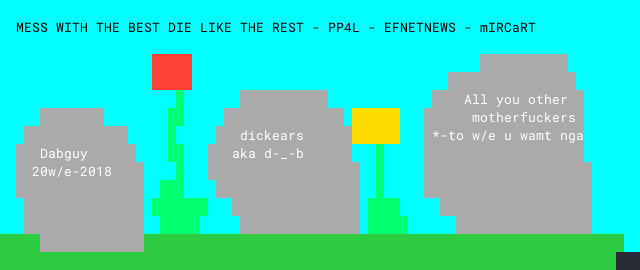 MESS WITH THE BEST DIE LIKE THE REST - PP4L - EFNETNEWS - mIRCaRT
All you other
motherfuckers
*-to w/e u wamt nga
dickears
aka d-_-b
Dabguy
20w/e-2018